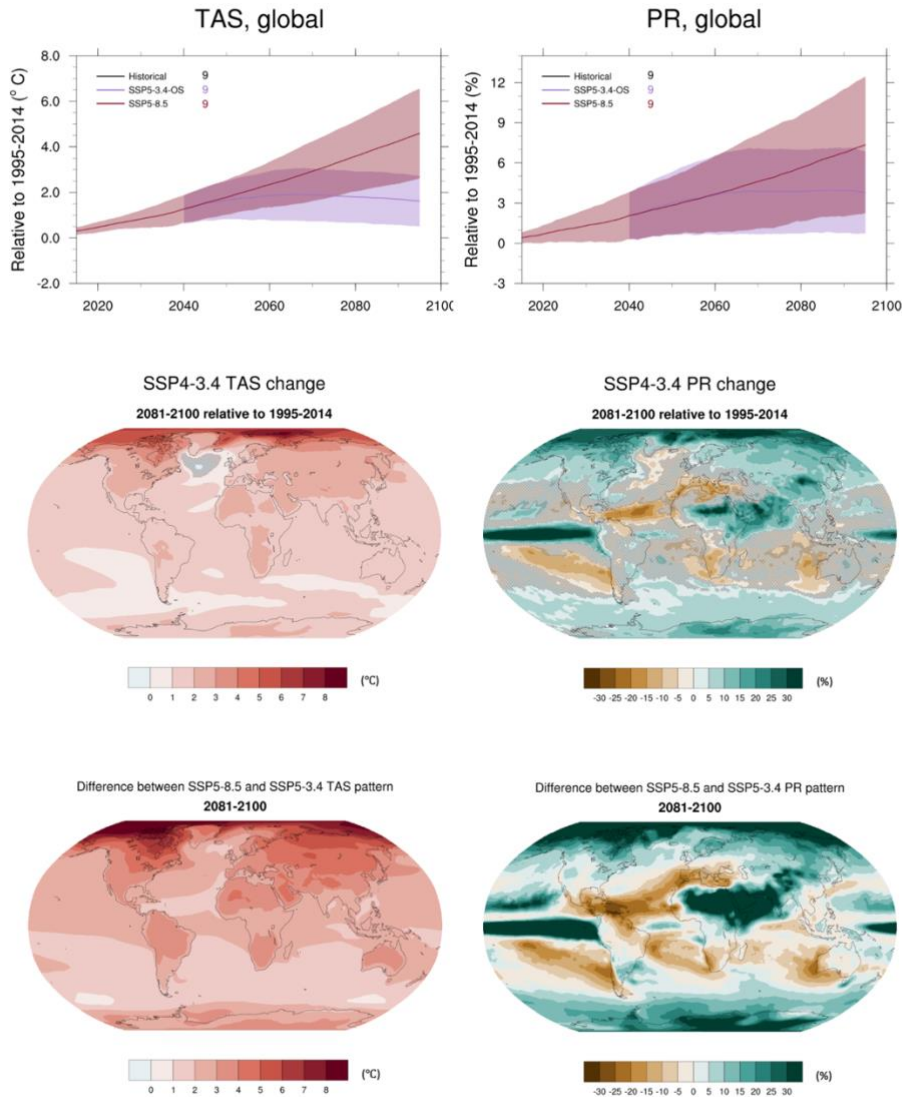 TAS, global
8.0
6.0
4.0
2.0
0.0
-2.0
Relative to 1995-2014 (° C)
Historical 9
SSP5-3.4-OS 9
SSP5-8.5 9
2020 2040 2060 2080 2100
PR, global
12
9
6
3
0
-3
Relative to 1995-2014 (%)
Historical 9
SSP5-3.4-OS 9
SSP5-8.5 9
2020 2040 2060 2080 2100
SSP4-3.4 TAS change
2081-2100 relative to 1995-2014
0 1 2 3 4 5 6 7 8 (°C)
SSP4-3.4 PR change
2081-2100 relative to 1995-2014
-30 -25 -20 -15 -10 -5 0 5 10 15 20 25 30 (%)
Difference between SSP5-8.5 and SSP5-3.4 TAS pattern
2081-2100
0 1 2 3 4 5 6 7 8 (°C)
Difference between SSP5-8.5 and SSP5-3.4 PR pattern
2081-2100
-30 -25 -20 -15 -10 -5 0 5 10 15 20 25 30 (%)